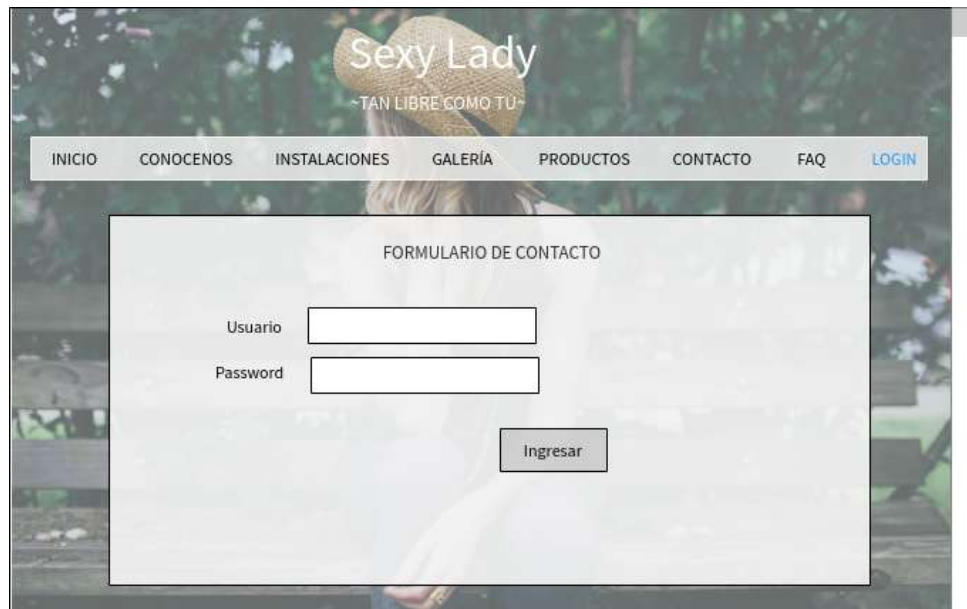 Sexy Lady
~TAN LIBRE COMO TU~
INICIO CONOCENOS INSTALACIONES GALERÍA PRODUCTOS CONTACTO FAQ LOGIN
FORMULARIO DE CONTACTO
Usuario
Password
Ingresar